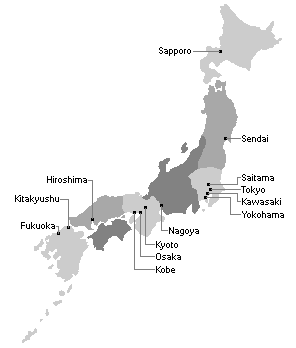 Sapporo
Sendai
Saitama
Tokyo
Kawasaki
Yokohama
Hiroshima
Kitakyushu
Fukuoka
Nagoya
Kyoto
Osaka
Kobe